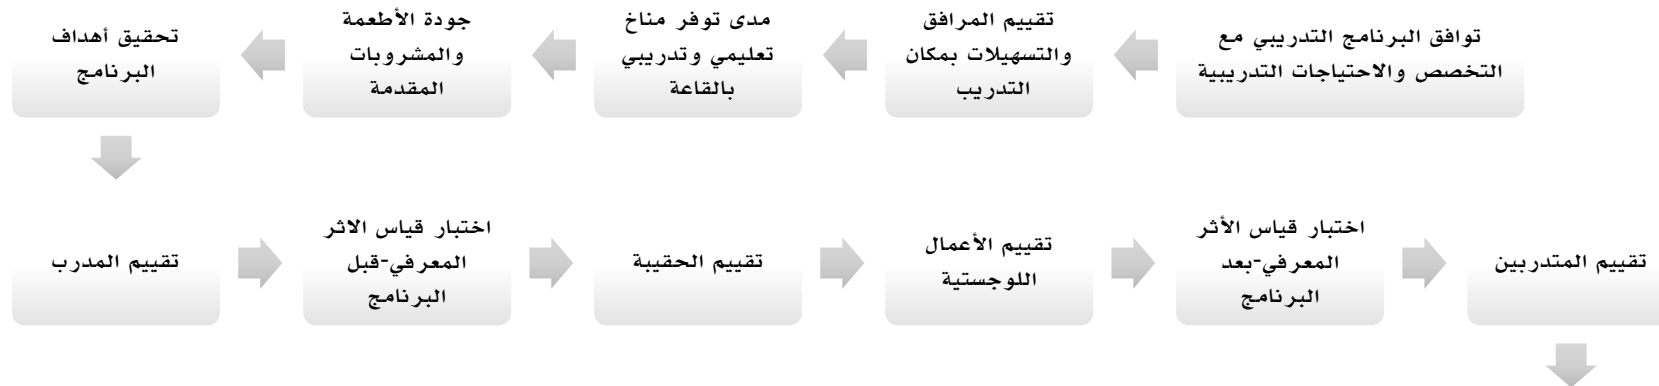 توافق البرنامج التدريبي مع
التخصص والاحتياجات التدريبية
تقييم المرافق
والتسهيلات بمكان
التدريب
مدى توفر مناخ
تعليمي وتدريبي
بالقاعة
جودة الأطعمة
والمشروبات
المقدمة
تحقيق أهداف
البرنامج
تقييم المدرب
اختبار قياس الاثر
المعرفي-قبل
البرنامج
تقييم الحقيبة
تقييم الأعمال
اللوجستية
اختبار قياس الأثر
المعرفي-بعد
البرنامج
تقييم المتدربين